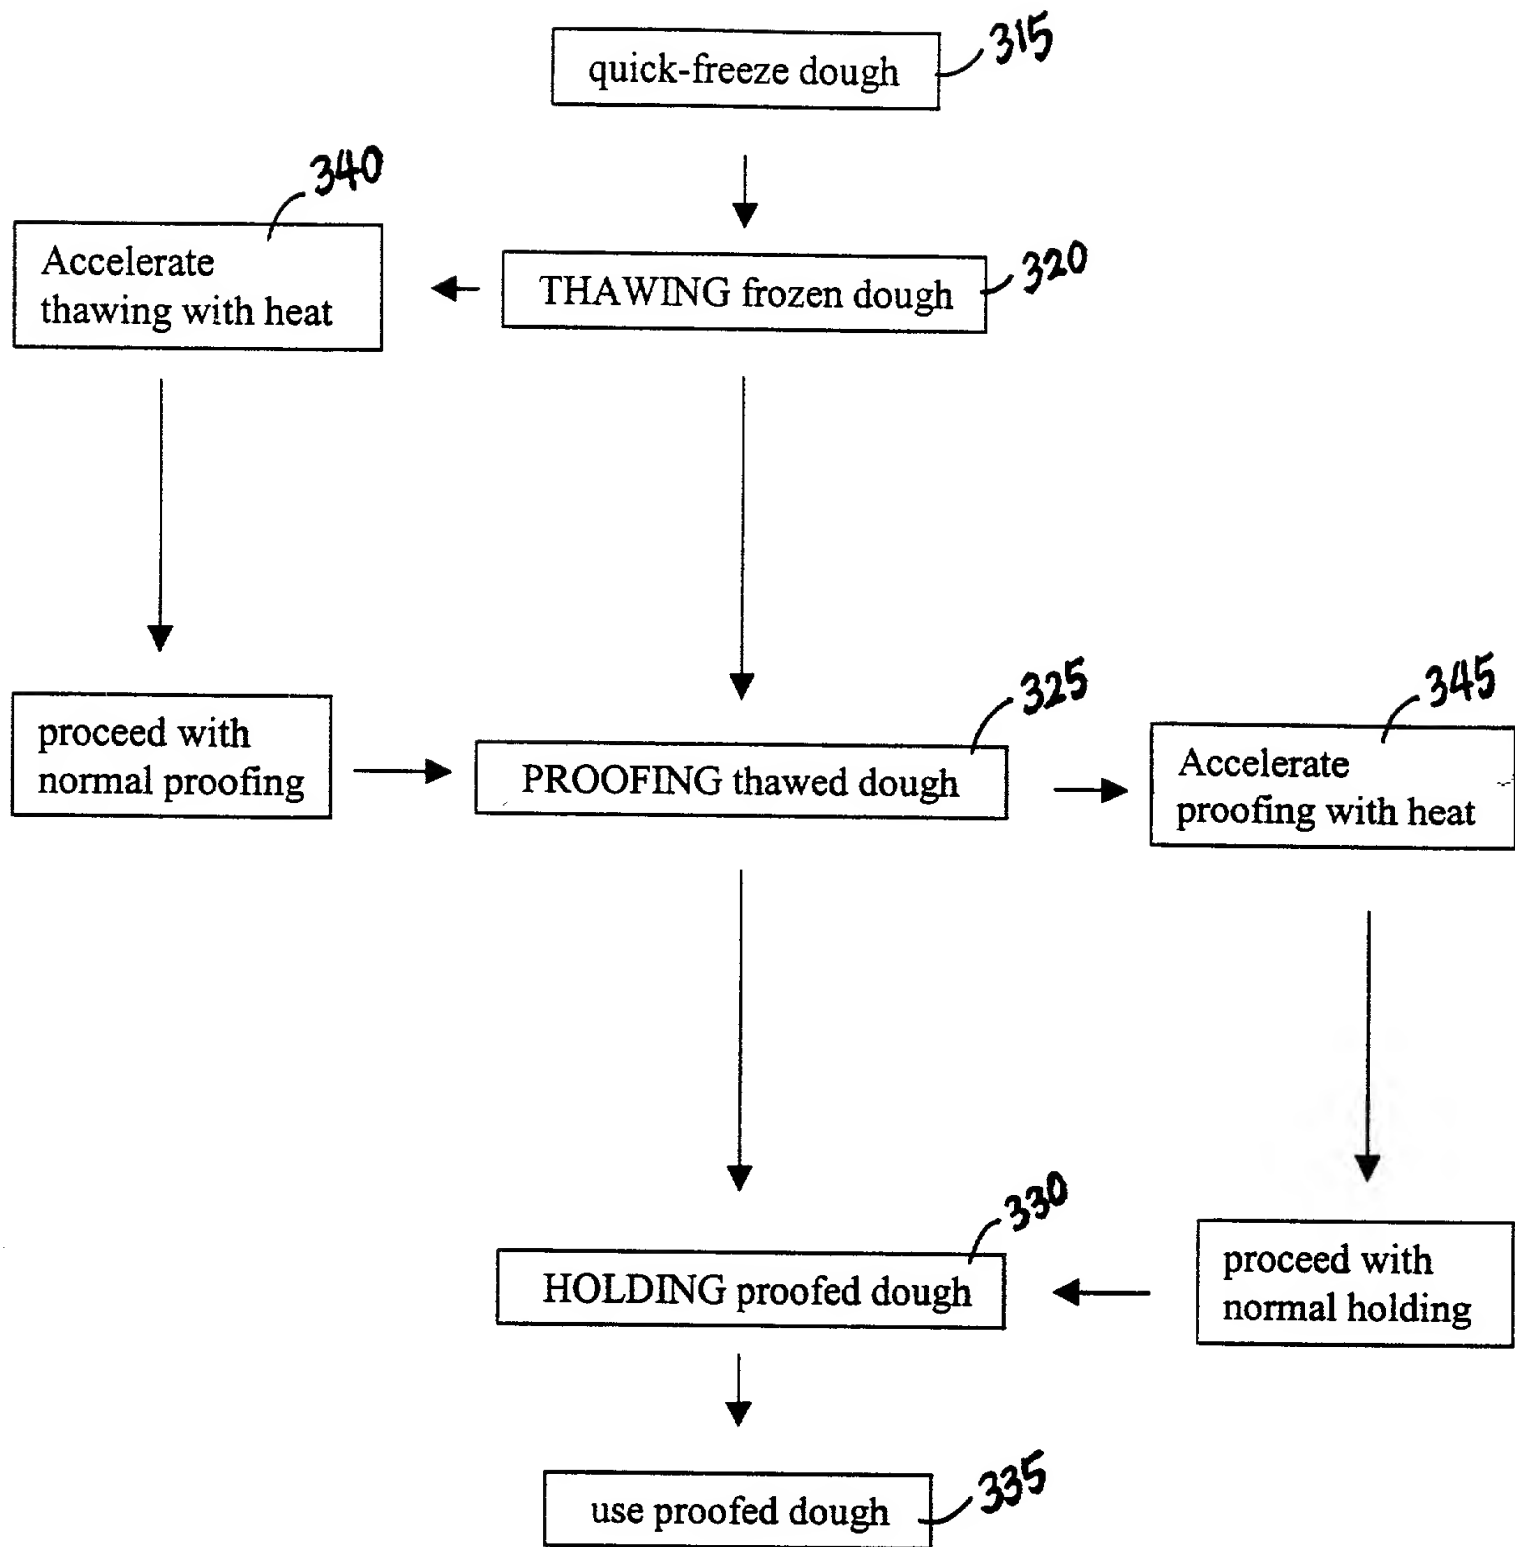 quick-freeze dough
315
340
Accelerate
thawing with heat
THAWING frozen dough
320
proceed with
normal proofing
PROOFING thawed dough
325
345
Accelerate
proofing with heat
330
HOLDING proofed dough
proceed with
normal holding
use proofed dough
335